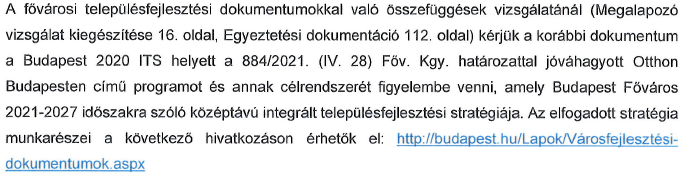 A fővárosi településfejlesztési dokumentumokkal való összefüggések vizsgálatánál (Megalapozó
vizsgálat kiegészítése 16. oldal, Egyeztetési dokumentáció 112. oldal) kérjük a korábbi dokumentum
a Budapest 2020 ITS helyett a 884/2021. (IV. 28) Főv. Kgy. határozattal jóváhagyott Otthon
Budapesten című programot és annak célrendszerét figyelembe venni, amely Budapest Főváros
2021-2027 időszakra szóló középtávú integrált településfejlesztési stratégiája. Az elfogadott stratégia
munkarészei a következő hivatkozáson érhetők el: http://budapest.hu/Lapok/Városfejlesztési-
dokumentumok.aspx